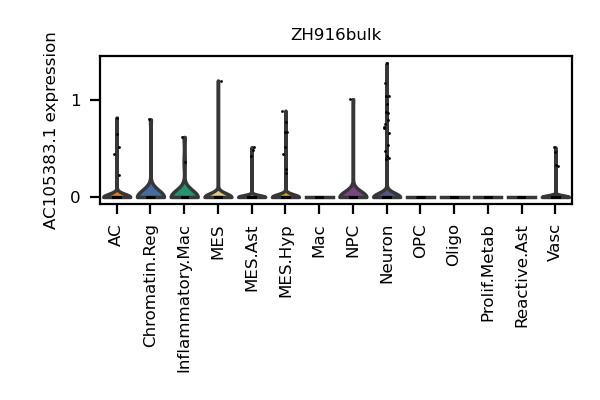 ZH916bulk
AC105383.1 expression
1
0
AC
Chromatin.Reg
Inflammatory.Mac
MES
MES.Ast
MES.Hyp
Mac
NPC
Neuron
OPC
Oligo
Prolif.Metab
Reactive.Ast
Vasc